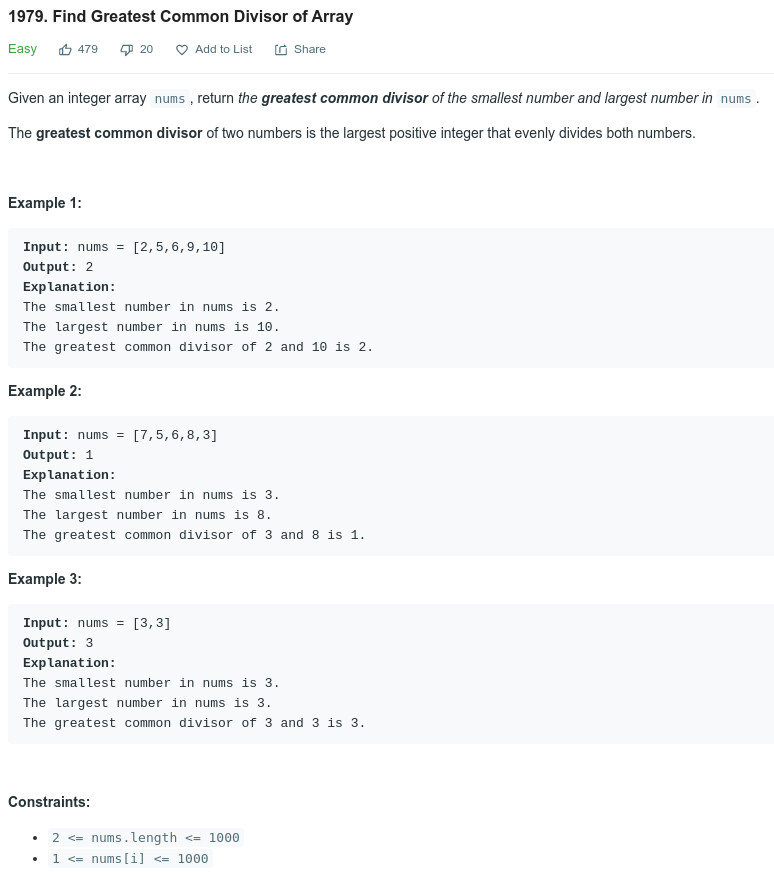 1979. Find Greatest Common Divisor of Array
Easy 479 20 Add to List Share
Given an integer array nums , return the greatest common divisor of the smallest number and largest number in nums .
The greatest common divisor of two numbers is the largest positive integer that evenly divides both numbers.
Example 1:
Input: nums = [2,5,6,9,10]
Output: 2
Explanation:
The smallest number in nums is 2.
The largest number in nums is 10.
The greatest common divisor of 2 and 10 is 2.
Example 2:
Input: nums = [7,5,6,8,3]
Output: 1
Explanation:
The smallest number in nums is 3.
The largest number in nums is 8.
The greatest common divisor of 3 and 8 is 1.
Example 3:
Input: nums = [3,3]
Output: 3
Explanation:
The smallest number in nums is 3.
The largest number in nums is 3.
The greatest common divisor of 3 and 3 is 3.
Constraints:
• 2 <= nums.length <= 1000
• 1 <= nums[i] <= 1000